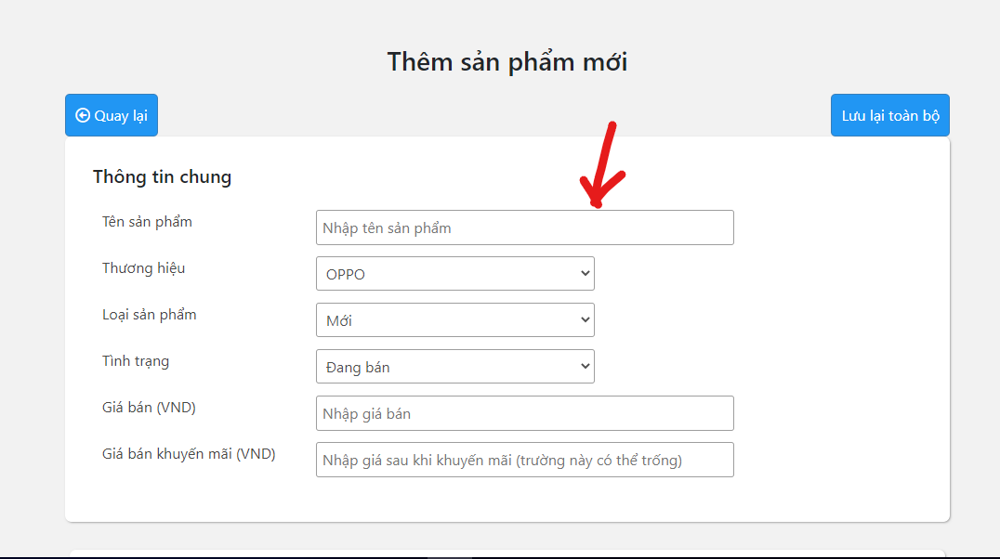 Thêm sản phẩm mới
Quay lại
Lưu lại toàn bộ
Thông tin chung
Tên sản phẩm
Nhập tên sản phẩm
Thương hiệu
OPPO
Loại sản phẩm
Mới
Tình trạng
Đang bán
Giá bán (VND)
Nhập giá bán
Giá bán khuyến mãi (VND)
Nhập giá sau khi khuyến mãi (trường này có thể trống)